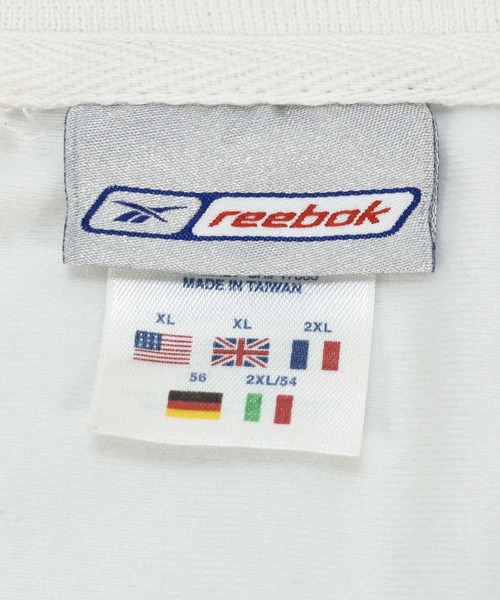 reebok
MADE IN TAIWAN
XL XL 2XL
56 2XL/54